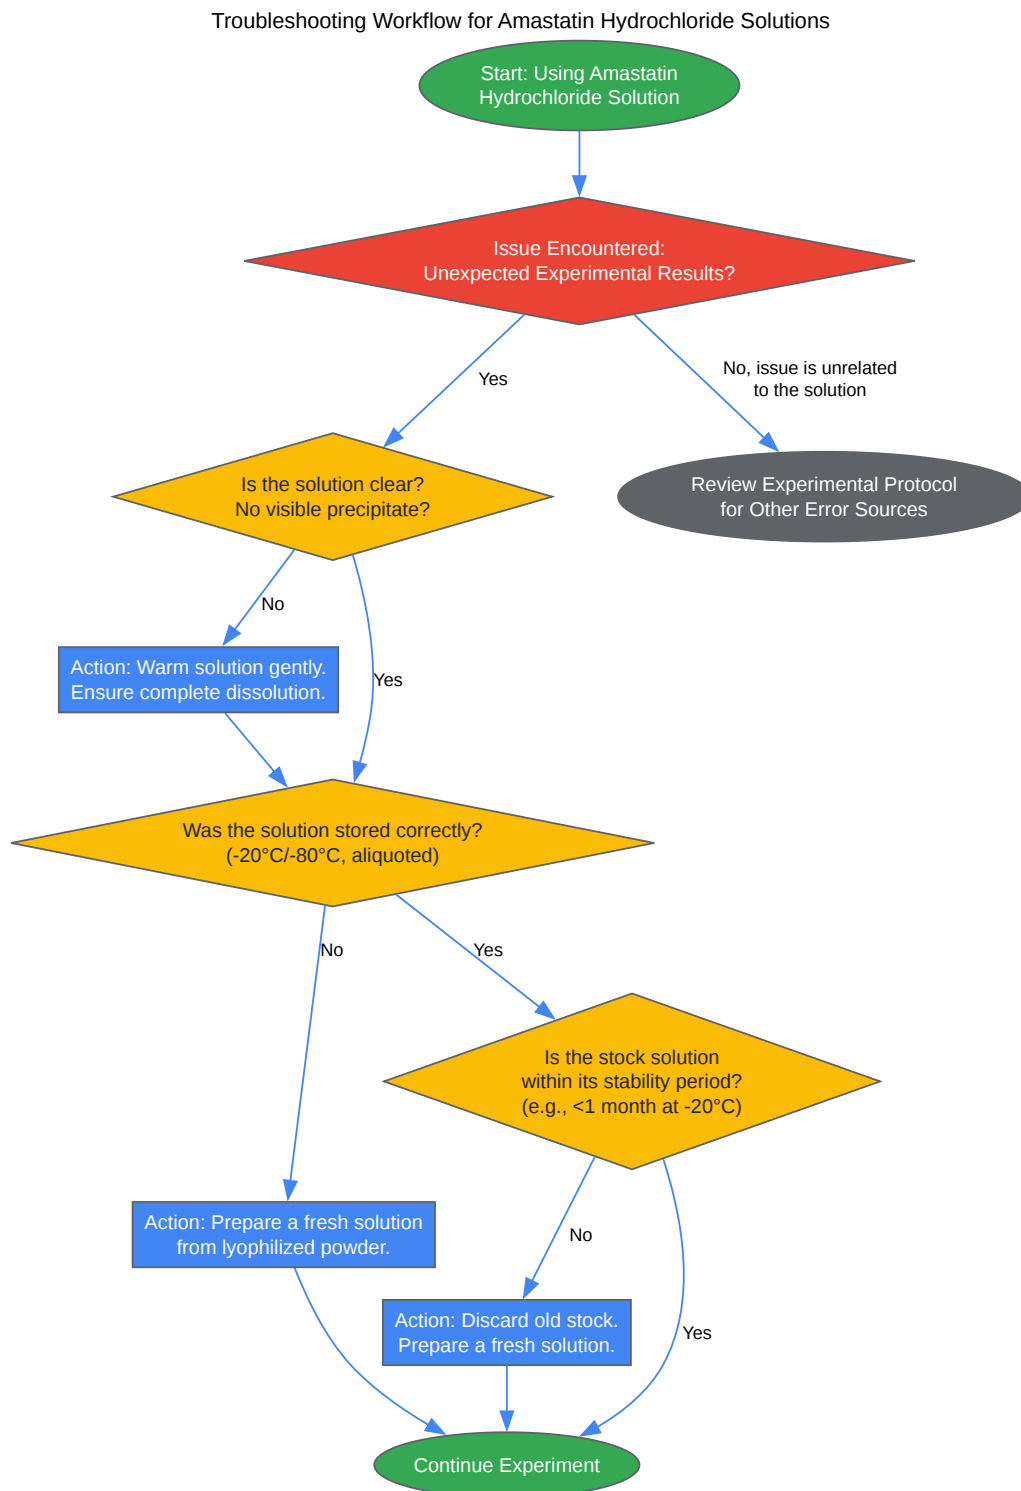 Troubleshooting Workflow for Amastatin Hydrochloride Solutions
Start: Using Amastatin
Hydrochloride Solution
Issue Encountered:
Unexpected Experimental Results?
Yes
No, issue is unrelated
to the solution
Is the solution clear?
No visible precipitate?
Review Experimental Protocol
for Other Error Sources
No
Yes
Action: Warm solution gently.
Ensure complete dissolution.
Was the solution stored correctly?
(-20°C/-80°C, aliquoted)
No
Yes
Is the stock solution
within its stability period?
(e.g., <1 month at -20°C)
Action: Prepare a fresh solution
from lyophilized powder.
No
Yes
Action: Discard old stock.
Prepare a fresh solution.
Continue Experiment